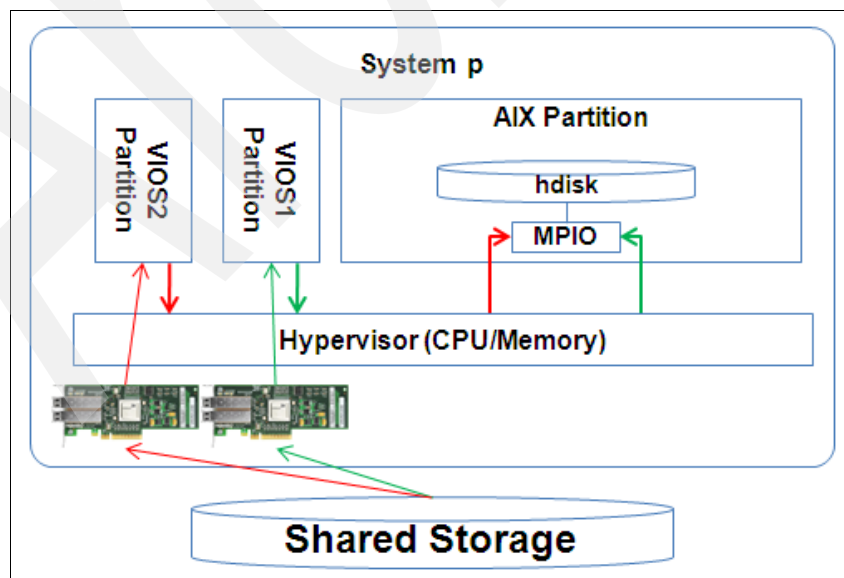 System p
VIOS2
Partition
VIOS1
Partition
AIX Partition
hdisk
MPIO
Hypervisor (CPU/Memory)
Shared Storage